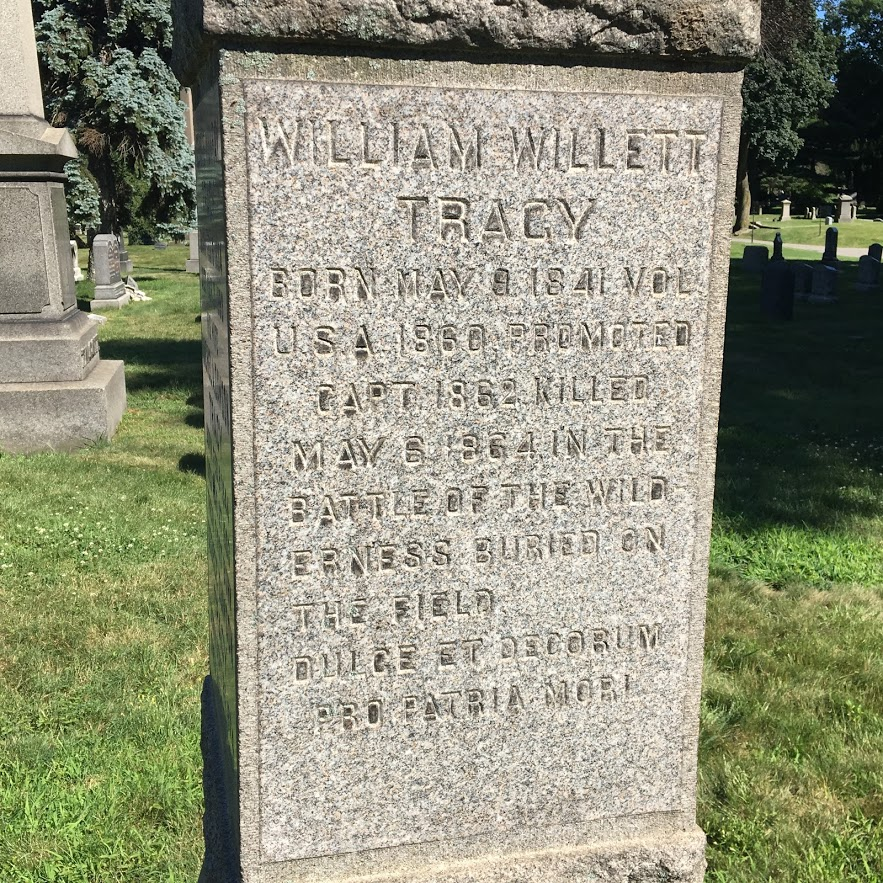 WILLIAM WILLETT
TRACY
BORN MAY 9 1841 VOL
U.S.A. 1860 PROMOTED
CAPT 1862 KILLED
MAY 6 1864 IN THE
BATTLE OF THE WILD-
ERNESS BURIED ON
THE FIELD
DULCE ET DECORUM
PRO PATRIA MORI